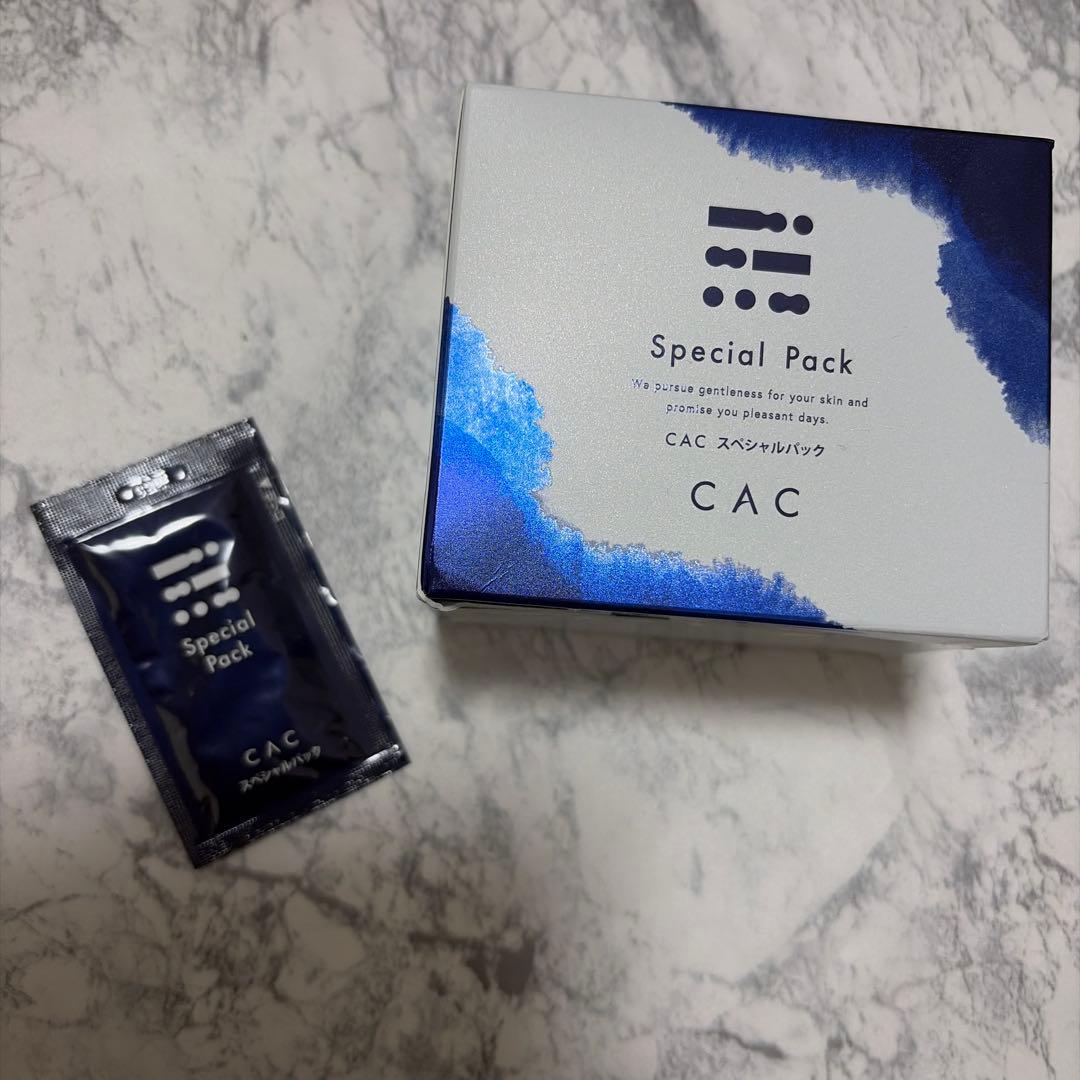 Special Pack
We pursue gentleness for your skin and
promise you pleasant days.
CAC スペシャルパック
CAC
Special
Pack
CAC
スペシャルパック